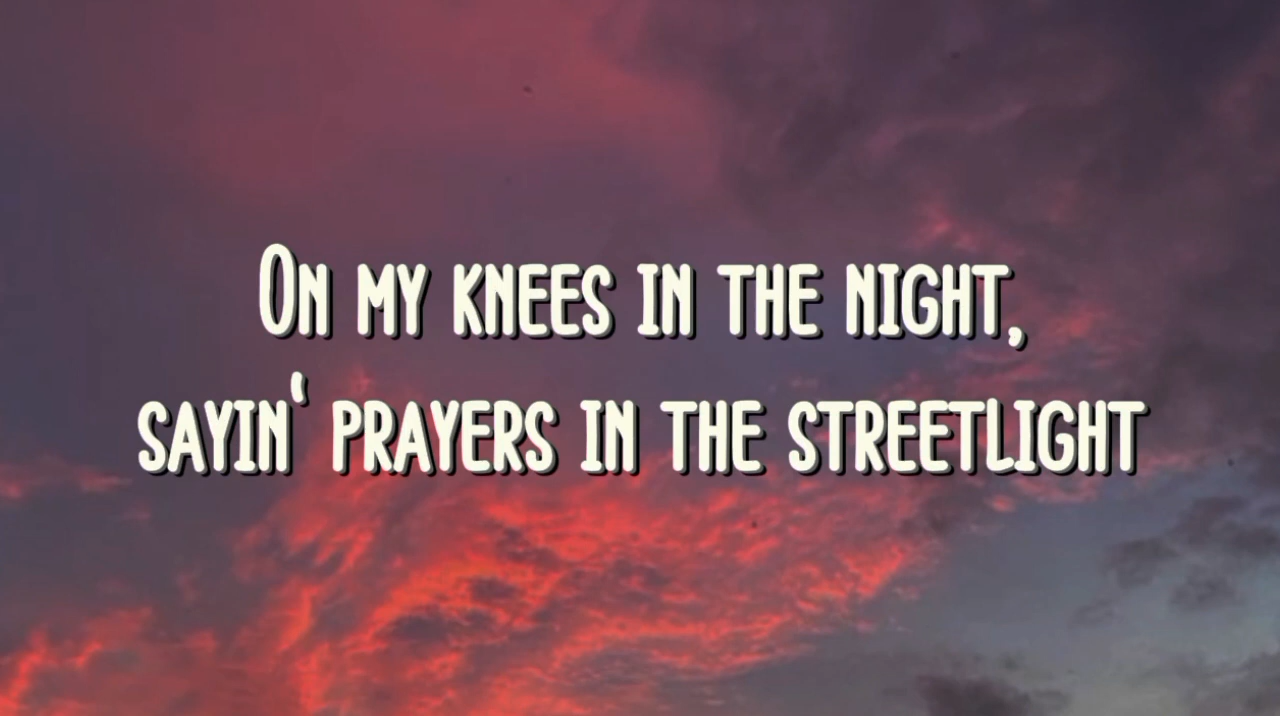 On my knees in the night,
sayin' prayers in the streetlight